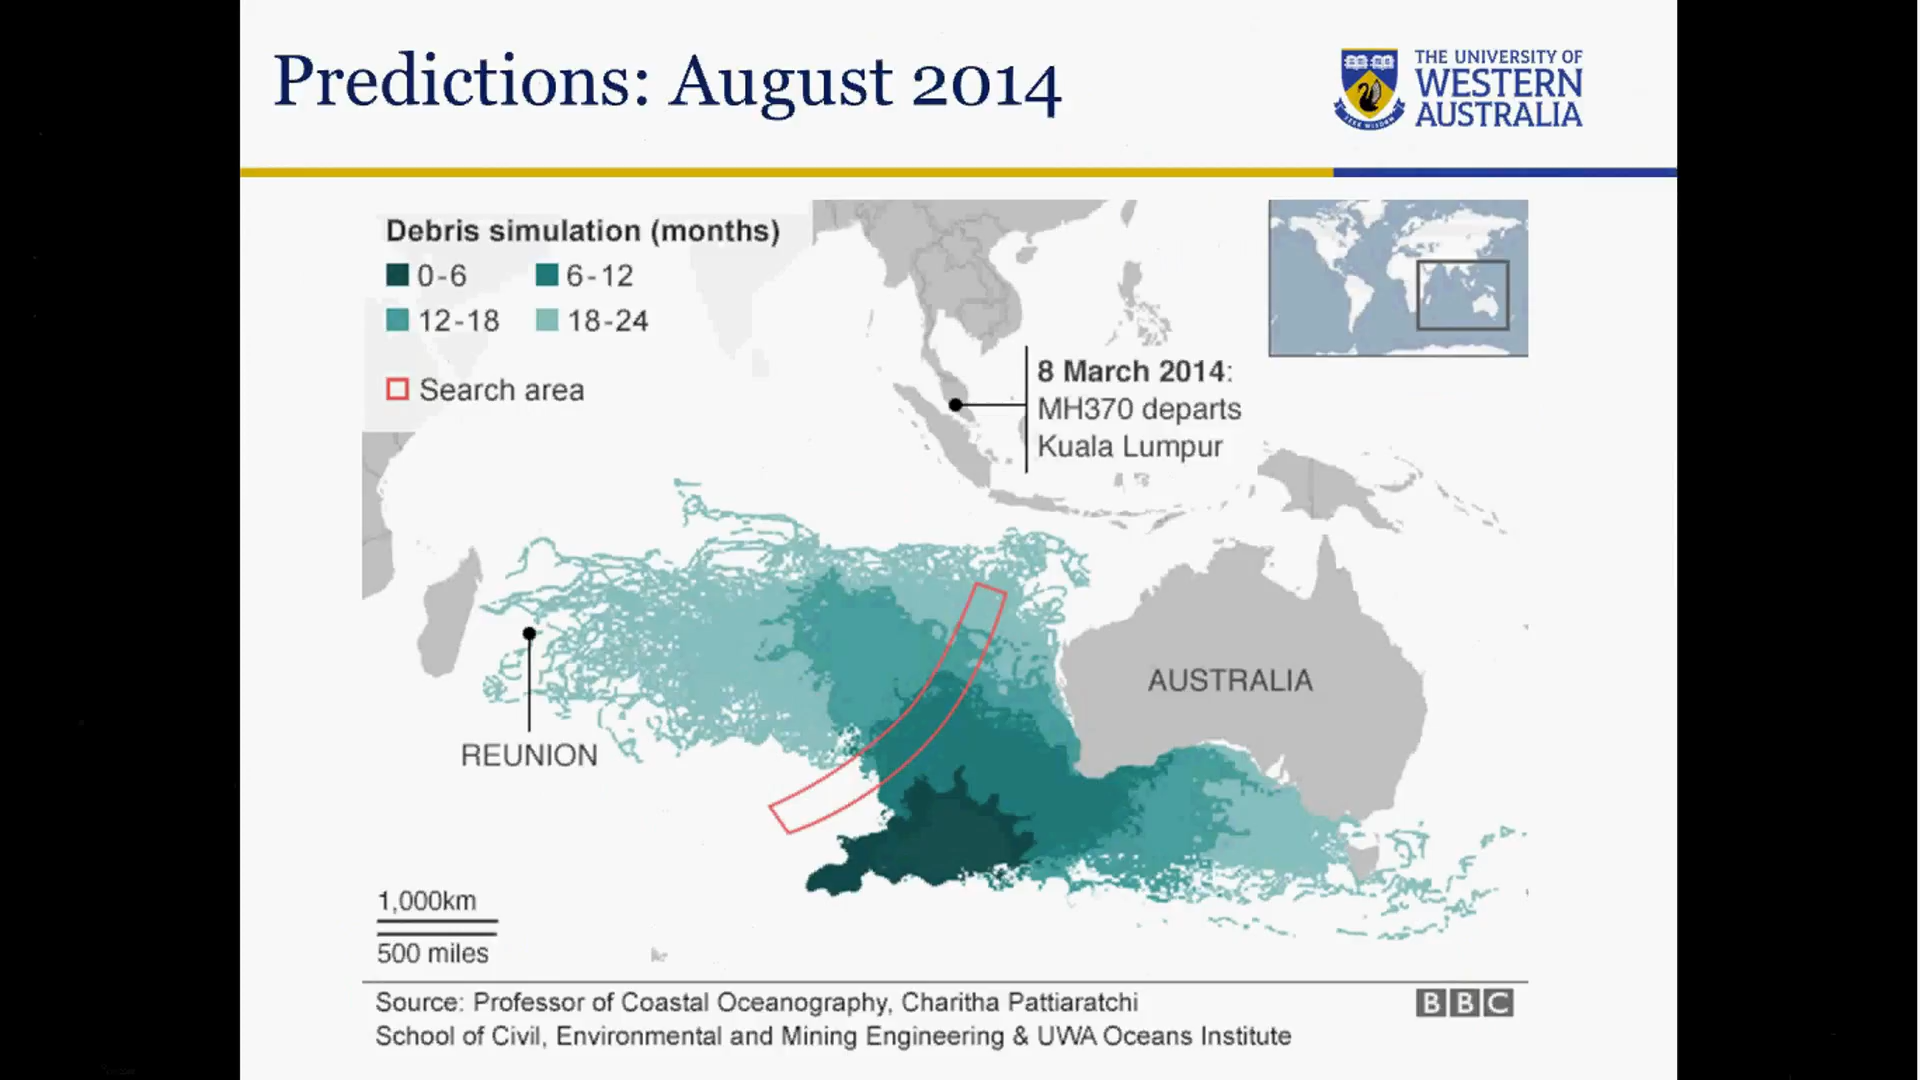 Predictions: August 2014
THE UNIVERSITY OF
WESTERN
AUSTRALIA
Debris simulation (months)
0-6
6-12
12-18
18-24
Search area
8 March 2014:
MH370 departs
Kuala Lumpur
AUSTRALIA
REUNION
1,000km
500 miles
Source: Professor of Coastal Oceanography, Charitha Pattiaratchi
BBC
School of Civil, Environmental and Mining Engineering & UWA Oceans Institute